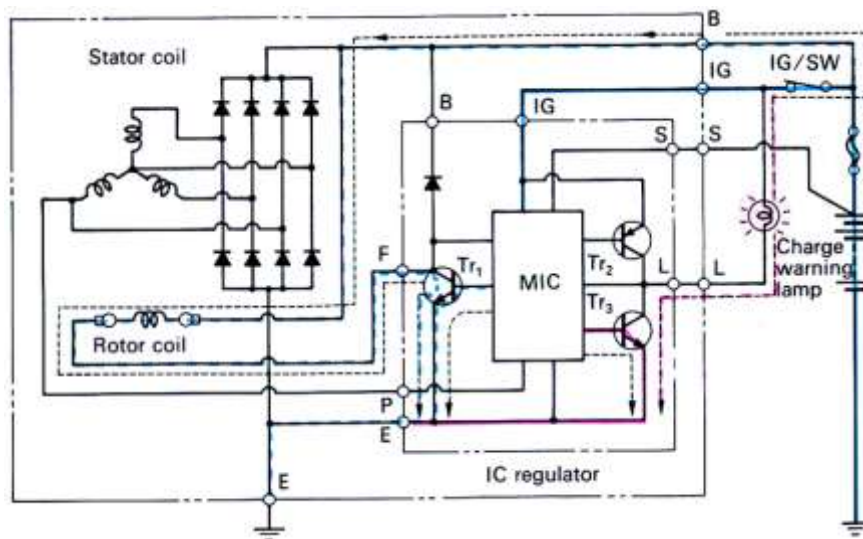 B
Stator coil
IG
IG/SW
B
IG
S
S
F
Tr1
Tr2
MIC
L
L
Charge
warning
lamp
Tr3
Rotor coil
P
E
IC regulator
E